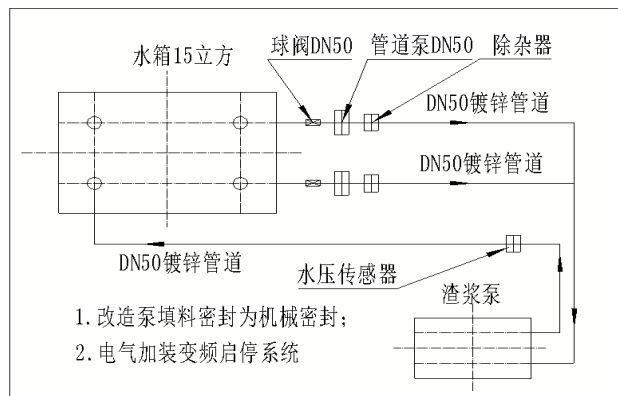 水箱15立方
球阀DN50
管道泵DN50
除杂器
DN50镀锌管道
DN50镀锌管道
DN50镀锌管道
水压传感器
渣浆泵
1.改造泵填料密封为机械密封;
2.电气加装变频启停系统